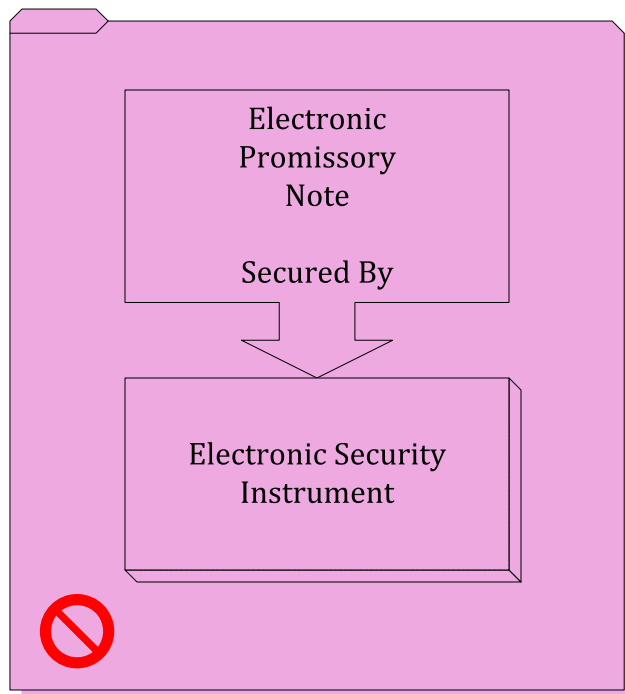 Electronic
Promissory
Note
Secured By
Electronic Security
Instrument